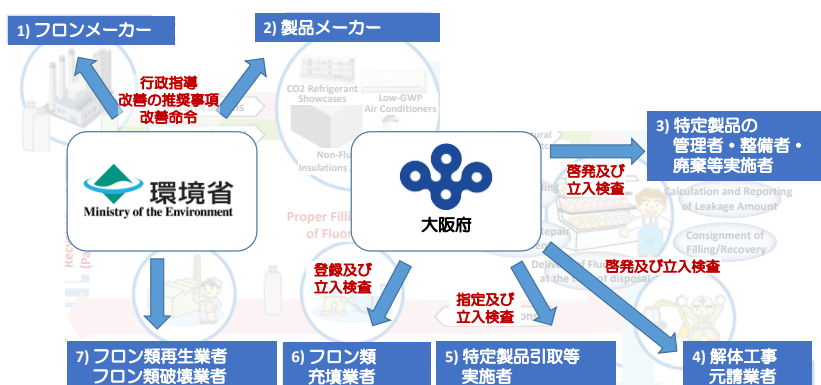 1) フロンメーカー
2) 製品メーカー
行政指導
改善の推奨事項
改善命令
CO2 Refrigerant
Showcases
Low-GWP
Air Conditioners
3) 特定製品の
管理者・整備者・
廃棄等実施者
啓発及び
立入検査
環境省
Ministry of the Environment
大阪府
Insulations
Calculation and Reporting
of Leakage Amount
Proper
of
Consignment of
Filling/Recovery
登録及び
立入検査
指定及び
立入検査
啓発及び立入検査
7) フロン類再生業者
フロン類破壊業者
6) フロン類
充填業者
5) 特定製品引取等
実施者
4) 解体工事
元請業者